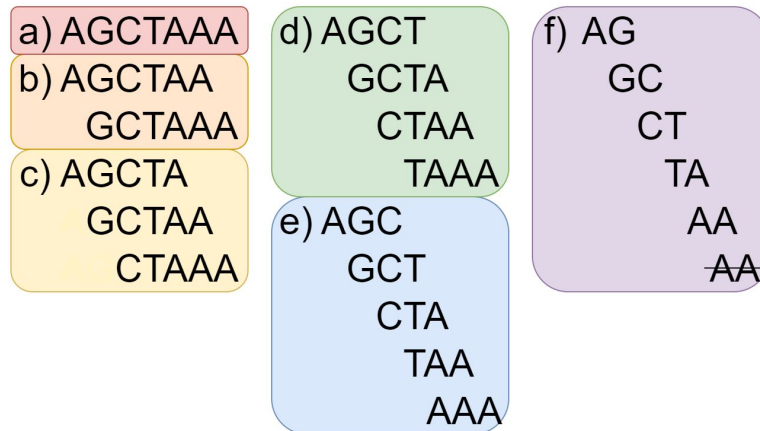 a) AGCTAAA
b) AGCTAA
GCTAAA
c) AGCTA
GCTAA
CTAAA
d) AGCT
GCTA
CTAA
TAAA
e) AGC
GCT
CTA
TAA
AAA
f) AG
GC
CT
TA
AA
AA